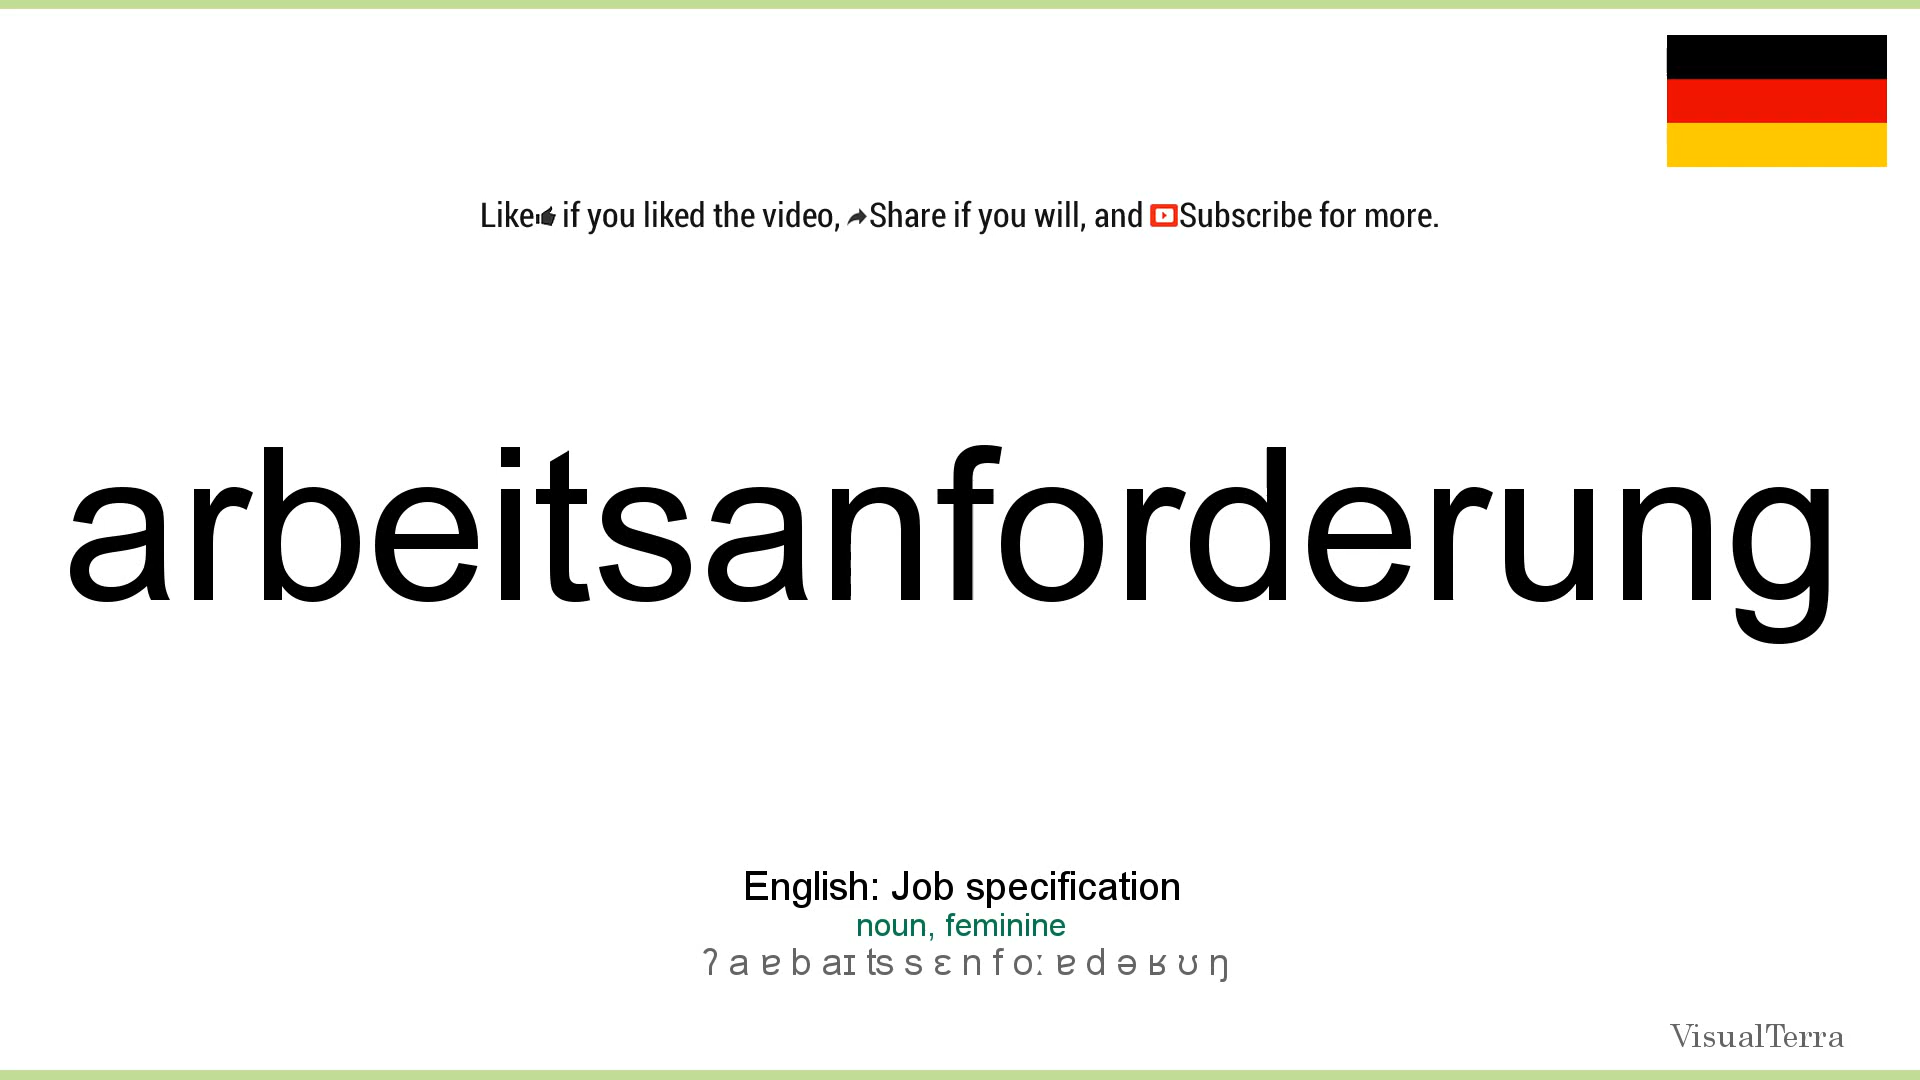 Like if you liked the video, Share if you will, and Subscribe for more.
arbeitsanforderung
English: Job specification
noun, feminine
ʔ a ɐ b aɪ ts s ɛ n f oː ɐ d ə ʁ ʊ ŋ
VisualTerra